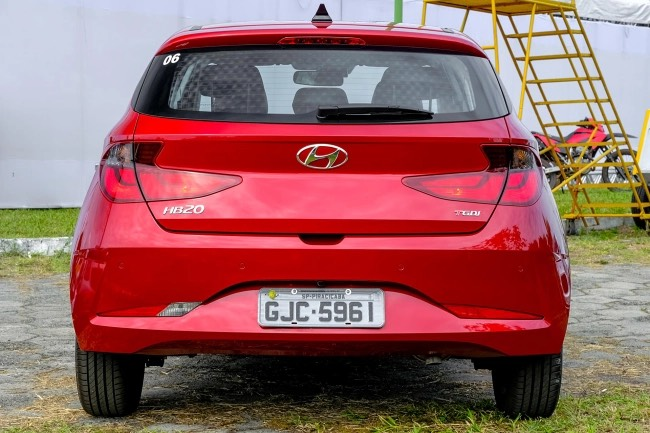 06
HB20
TGDI
SP-PIRACICABA
GJC-5961